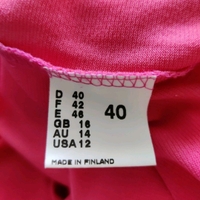 D 40
F 42
E 46
GB 16
AU 14
USA 12
40
MADE IN FINLAND